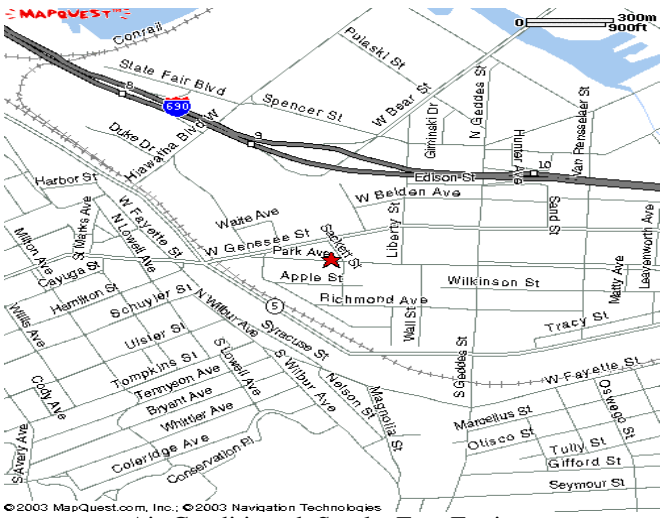 MAPQUEST
300m
0
900ft
Conrail
Pulaski St
State Fair Blvd
8
690
Spencer St
W Bear St
Giminski Dr
N Geddes St
Hunter Ave
Van Rensselaer St
Duke Dr
Hiawatha Blvd W
9
10
Edison St
Harbor St
W Belden Ave
Sand St
S Marks Ave
N Lowell Ave
W Fayette St
Waite Ave
Sackett St
Liberty St
Matty Ave
Leavenworth Ave
W Genesee St
Park Ave
Milton Ave
Cayuga St
Apple St
Wilkinson St
Hamilton St
Schuyler St
N Wilbur Ave
5
Richmond Ave
Willis Ave
Ulster St
Syracuse St
Wall St
Tracy St
Tompkins St
S Lowell Ave
S Wilbur Ave
S Geddes St
Tennyson Ave
Cody Ave
Bryant Ave
Nelson St
Magnolia St
W Fayette St
Oswego St
Whittier Ave
Marcellus St
Otisco St
S Avery Ave
Coleridge Ave
Conservation Pl
Tully St
Gifford St
Seymour St
©2003 MapQuest.com, Inc.; ©2003 Navigation Technologies